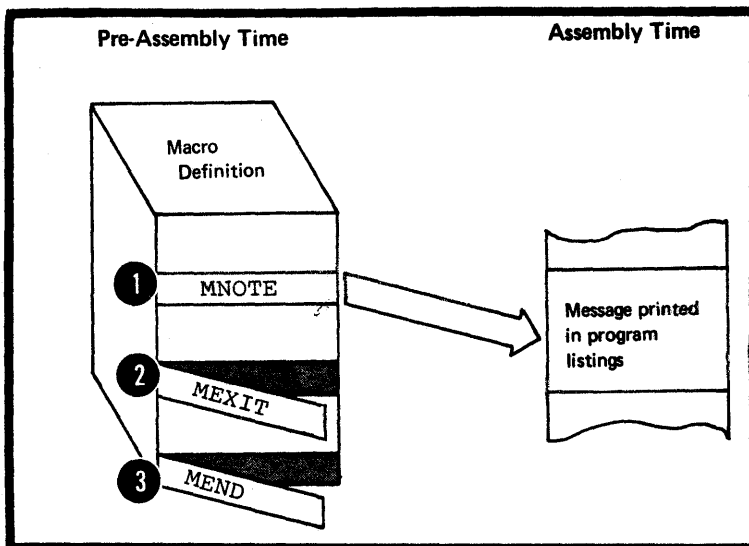 Pre-Assembly Time
Assembly Time
Macro
Definition
1
MNOTE
Message printed
in program
listings
2
MEXIT
3
MEND